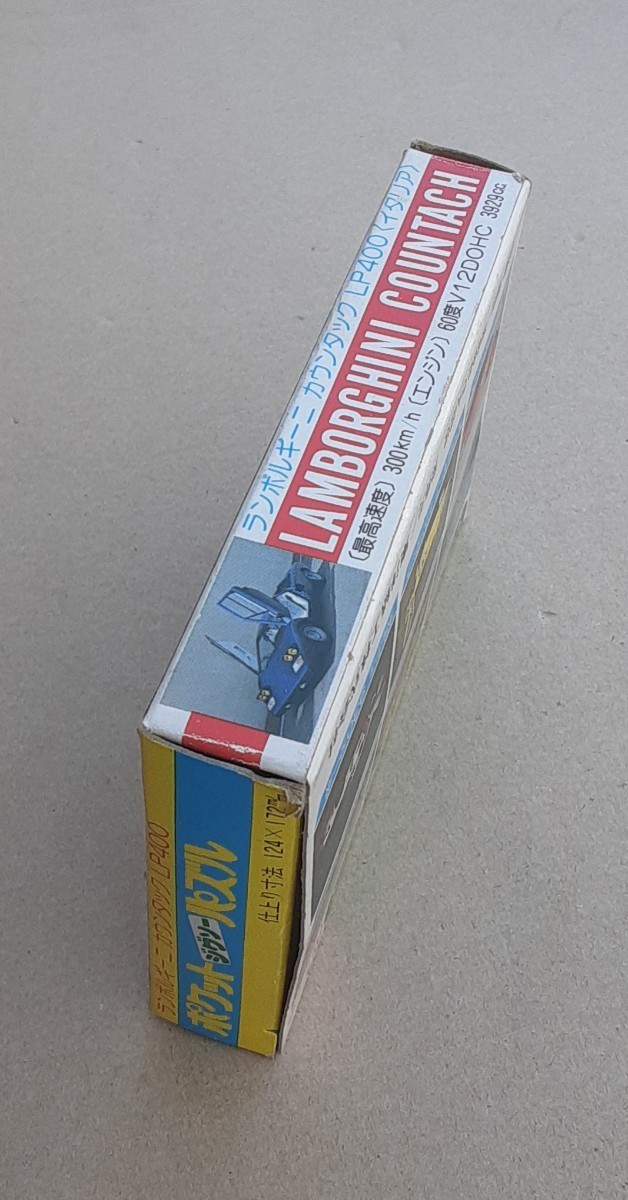 ランボルギーニ カウンタック LP400〈イタリア〉
LAMBORGHINI COUNTACH
〔最高速度〕300km/h〔エンジン〕60度V12DOHC 3929cc
ランボルギーニ カウンタック LP400
ポケットジグソーパズル
仕上り寸法 124×172